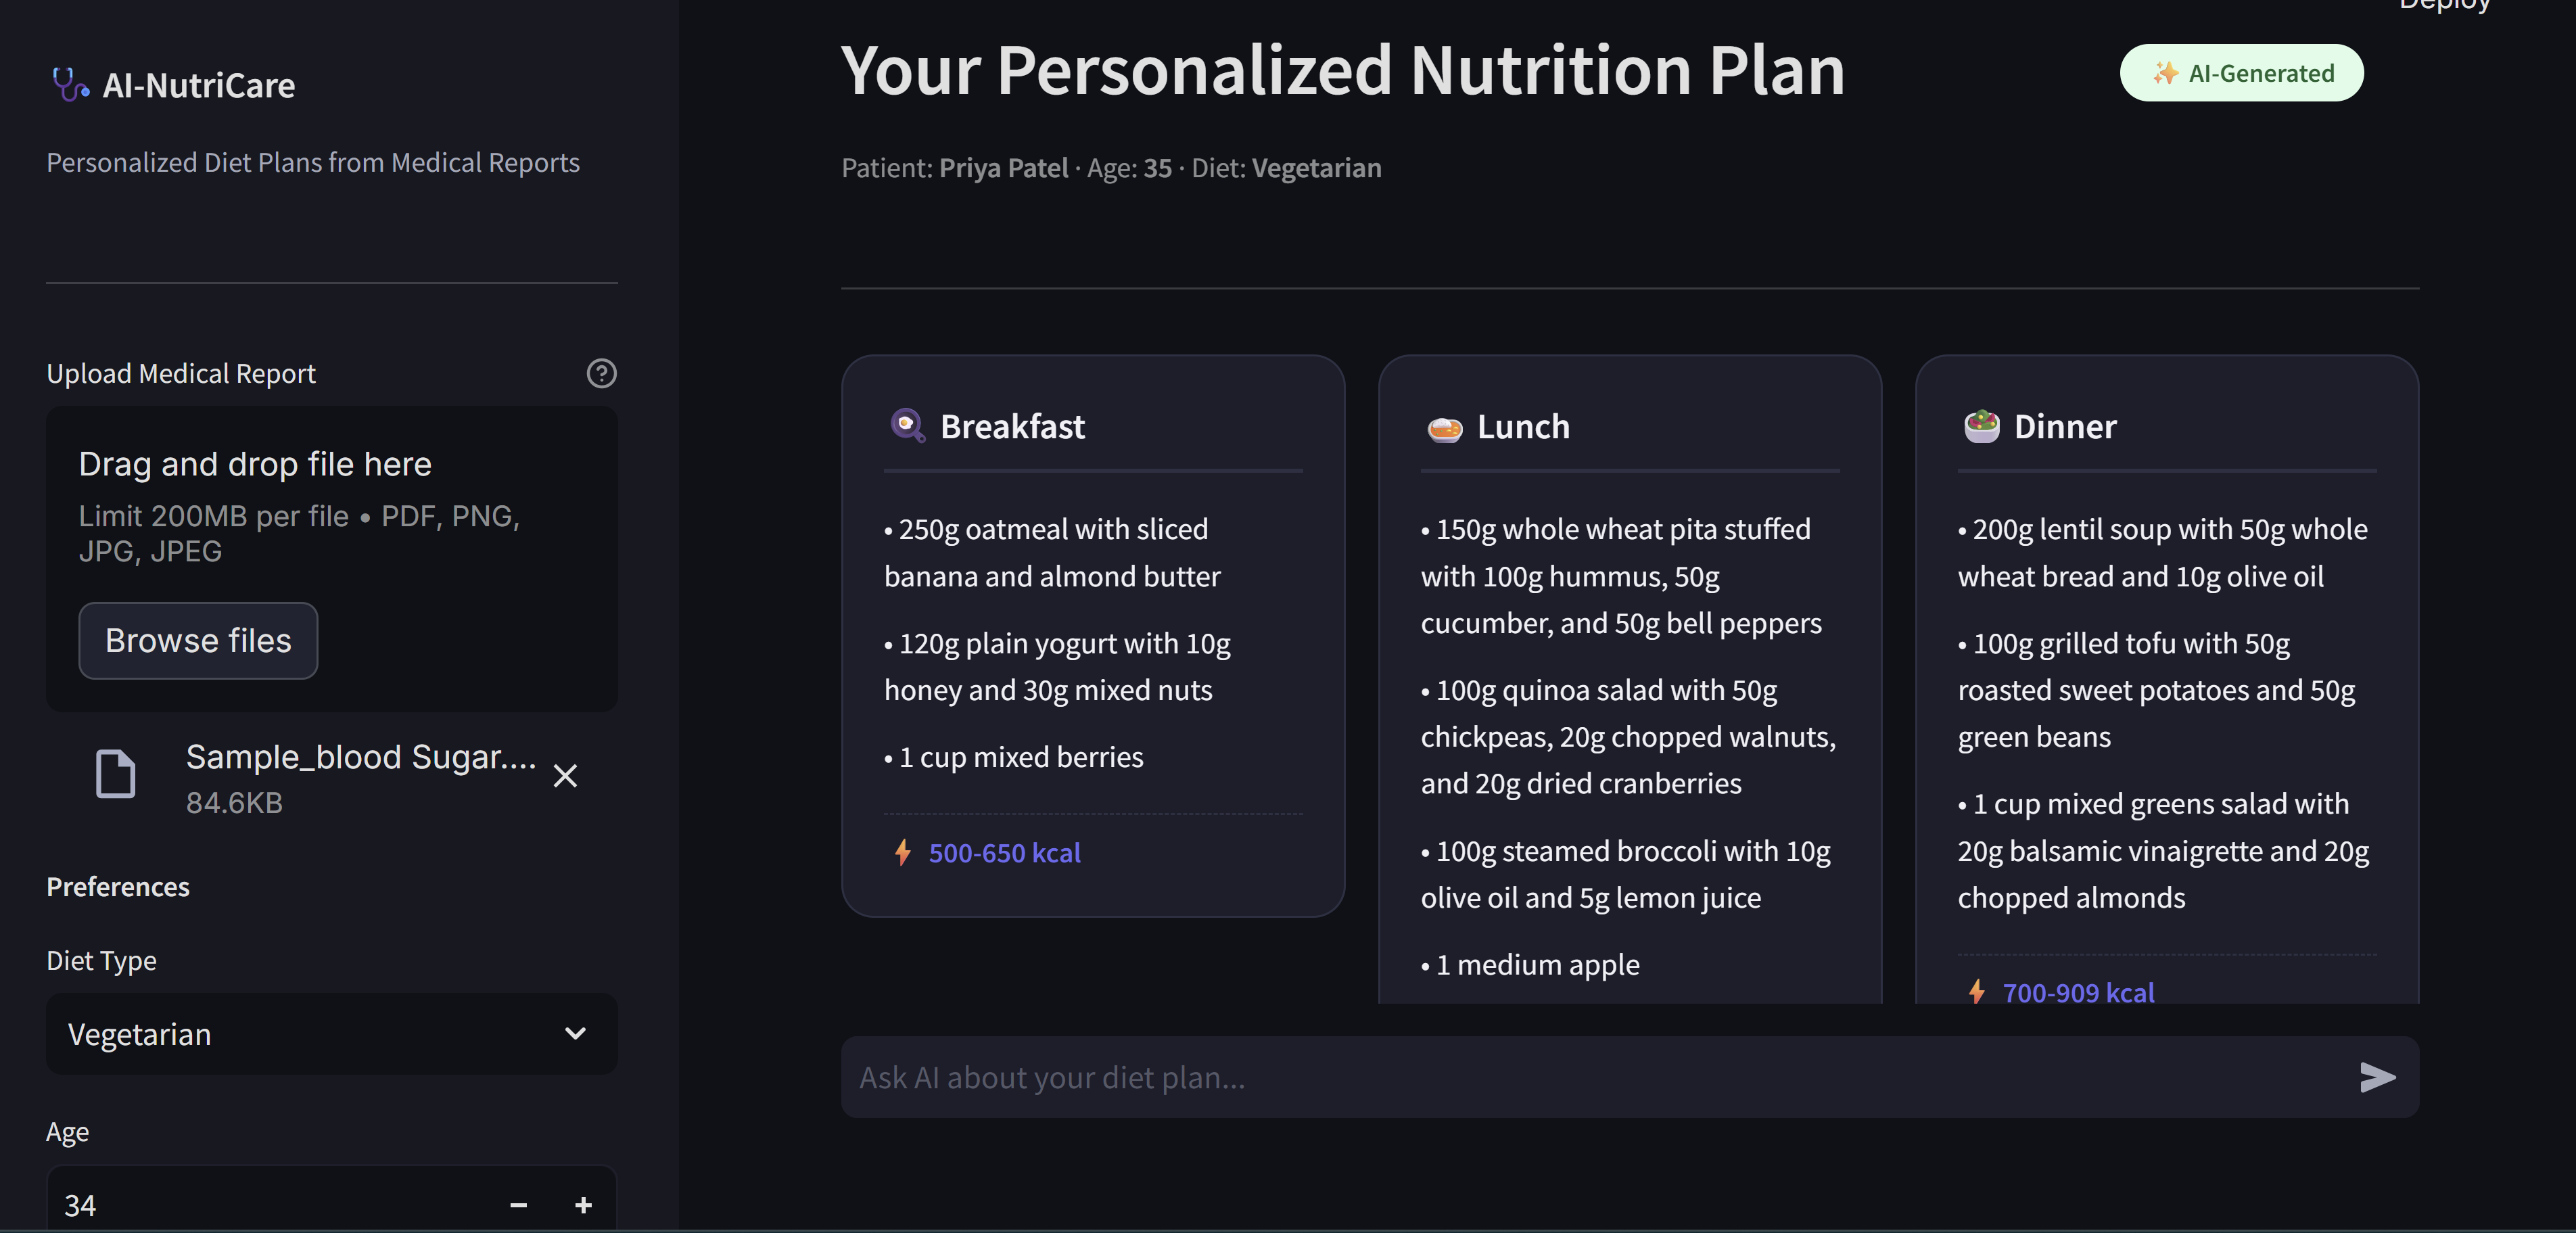 AI-NutriCare
Personalized Diet Plans from Medical Reports
Upload Medical Report
Drag and drop file here
Limit 200MB per file • PDF, PNG,
JPG, JPEG
Browse files
Sample_blood Sugar....
84.6KB
Preferences
Diet Type
Vegetarian
Age
34
Deploy
Your Personalized Nutrition Plan
✨ AI-Generated
Patient: Priya Patel · Age: 35 · Diet: Vegetarian
Breakfast
• 250g oatmeal with sliced
banana and almond butter
• 120g plain yogurt with 10g
honey and 30g mixed nuts
• 1 cup mixed berries
500-650 kcal
Lunch
• 150g whole wheat pita stuffed
with 100g hummus, 50g
cucumber, and 50g bell peppers
• 100g quinoa salad with 50g
chickpeas, 20g chopped walnuts,
and 20g dried cranberries
• 100g steamed broccoli with 10g
olive oil and 5g lemon juice
• 1 medium apple
Dinner
• 200g lentil soup with 50g whole
wheat bread and 10g olive oil
• 100g grilled tofu with 50g
roasted sweet potatoes and 50g
green beans
• 1 cup mixed greens salad with
20g balsamic vinaigrette and 20g
chopped almonds
700-909 kcal
Ask AI about your diet plan...